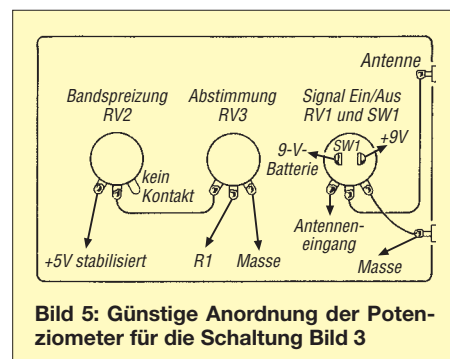 Antenne
Bandspreizung
RV2
Abstimmung
RV3
Signal Ein/Aus
RV1 und SW1
SW1
+9V
9-V-
Batterie
kein
Kontakt
Antennen-
eingang
+5V stabilisiert
R1
Masse
Masse
Bild 5: Günstige Anordnung der Poten-
ziometer für die Schaltung Bild 3